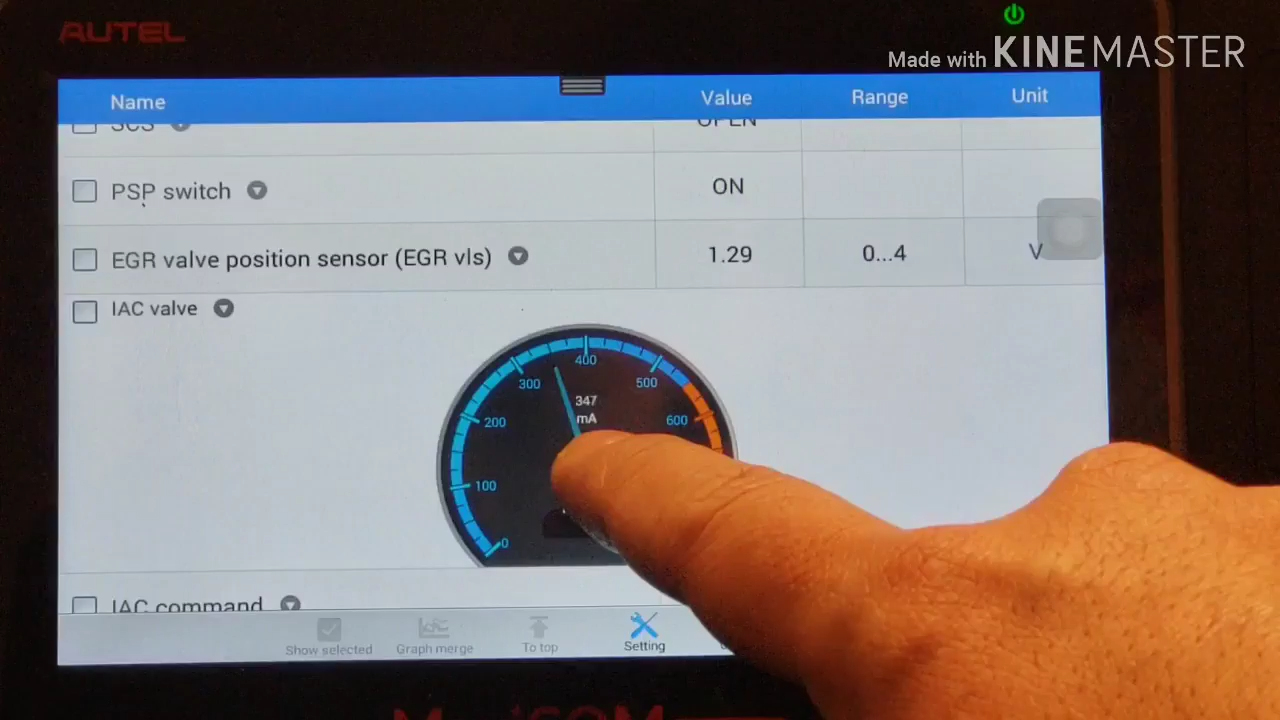 AUTEL
Made with KINEMASTER
Name Value Range Unit
SCS OPEN
PSP switch ON
EGR valve position sensor (EGR vls) 1.29 0...4 V
IAC valve
400
300 500
347
mA
200 600
100
0
IAC command
Show selected Graph merge To top Setting